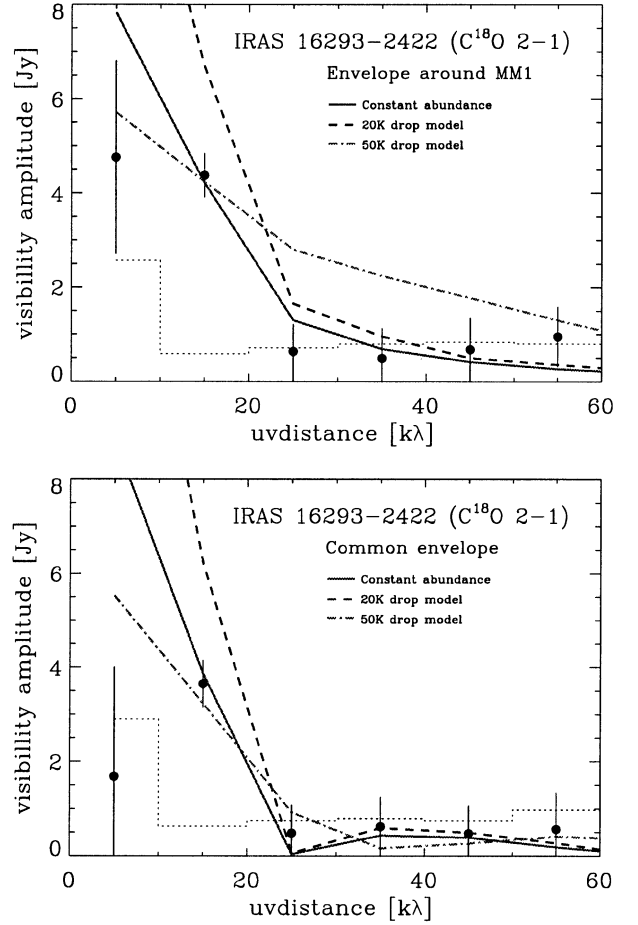 8
IRAS 16293−2422 (C¹⁸O 2−1)
Envelope around MM1
Constant abundance
20K drop model
50K drop model
6
4
2
0
visibillity amplitude [Jy]
0 20 40 60
uvdistance [kλ]
8
IRAS 16293−2422 (C¹⁸O 2−1)
Common envelope
Constant abundance
20K drop model
50K drop model
6
4
2
0
visibillity amplitude [Jy]
0 20 40 60
uvdistance [kλ]